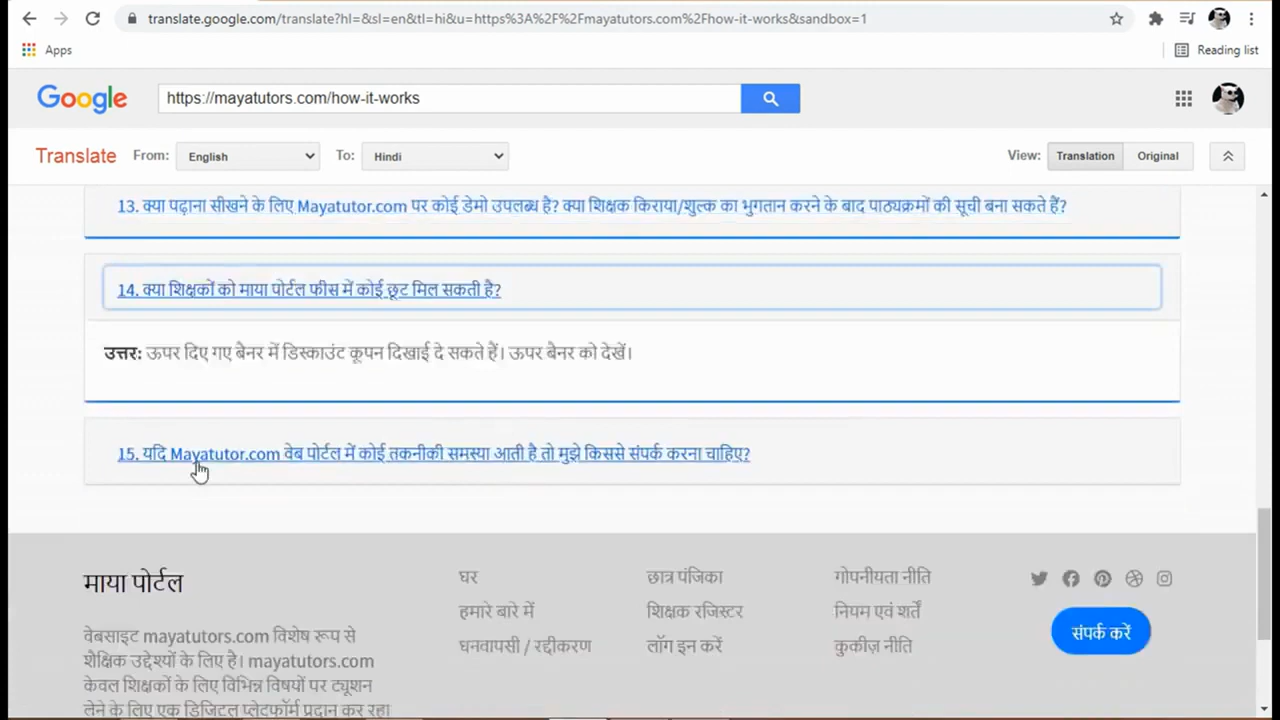 translate.google.com/translate?hl=&sl=en&tl=hi&u=https%3A%2F%2Fmayatutors.com%2Fhow-it-works&sandbox=1
Apps
Reading list
Google
https://mayatutors.com/how-it-works
Translate From: English To: Hindi View: Translation Original
13. क्या पढ़ाना सीखने के लिए Mayatutor.com पर कोई डेमो उपलब्ध है? क्या शिक्षक किराया/शुल्क का भुगतान करने के बाद पाठ्यक्रमों की सूची बना सकते हैं?
14. क्या शिक्षकों को माया पोर्टल फीस में कोई छूट मिल सकती है?
उत्तर: ऊपर दिए गए बैनर में डिस्काउंट कूपन दिखाई दे सकते हैं। ऊपर बैनर को देखें।
15. यदि Mayatutor.com वेब पोर्टल में कोई तकनीकी समस्या आती है तो मुझे किससे संपर्क करना चाहिए?
माया पोर्टल
वेबसाइट mayatutors.com विशेष रूप से
शैक्षिक उद्देश्यों के लिए है। mayatutors.com
केवल शिक्षकों के लिए विभिन्न विषयों पर ट्यूशन
लेने के लिए एक डिजिटल प्लेटफॉर्म प्रदान कर रहा
घर
हमारे बारे में
धनवापसी / रद्दीकरण
छात्र पंजिका
शिक्षक रजिस्टर
लॉग इन करें
गोपनीयता नीति
नियम एवं शर्तें
कुकीज़ नीति
संपर्क करें